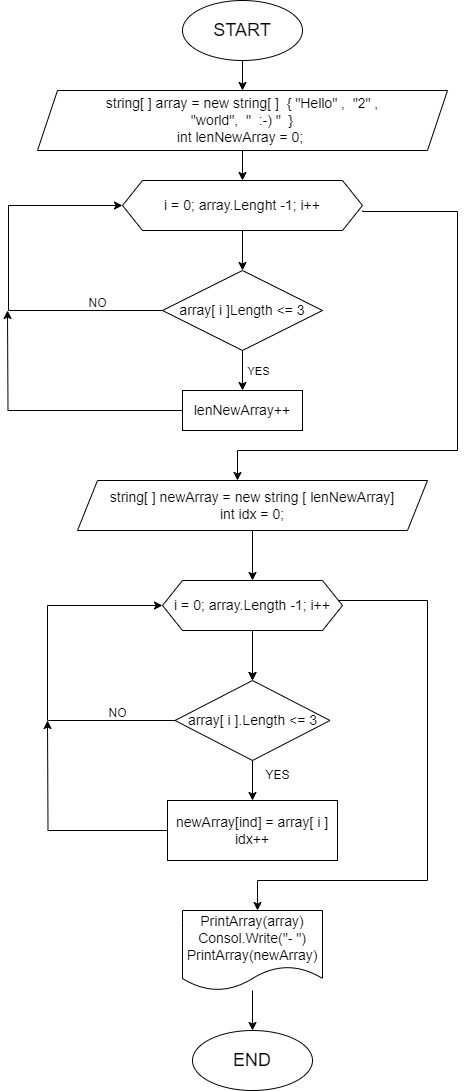 START
string[ ] array = new string[ ] { "Hello" , "2" ,
"world", " :-) " }
int lenNewArray = 0;
i = 0; array.Lenght -1; i++
array[ i ]Length <= 3
NO
YES
lenNewArray++
string[ ] newArray = new string [ lenNewArray]
int idx = 0;
i = 0; array.Length -1; i++
array[ i ].Length <= 3
NO
YES
newArray[ind] = array[ i ]
idx++
PrintArray(array)
Consol.Write("- ")
PrintArray(newArray)
END